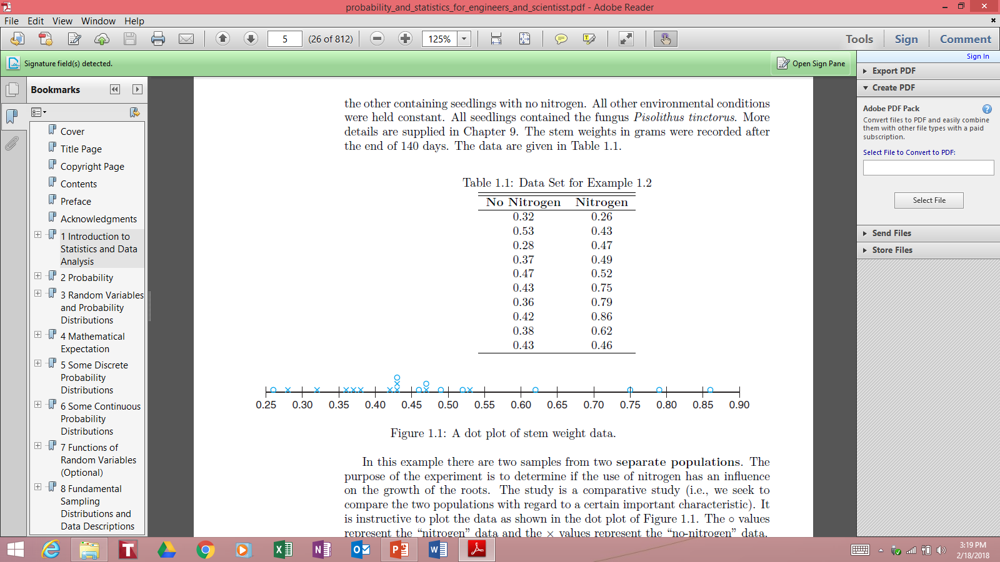 probability_and_statistics_for_engineers_and_scientisst.pdf - Adobe Reader
File Edit View Window Help
5 (26 of 812) 125% Tools Sign Comment
Signature field(s) detected. Open Sign Pane
Sign In
Bookmarks
Cover
Title Page
Copyright Page
Contents
Preface
Acknowledgments
1 Introduction to
Statistics and Data
Analysis
2 Probability
3 Random Variables
and Probability
Distributions
4 Mathematical
Expectation
5 Some Discrete
Probability
Distributions
6 Some Continuous
Probability
Distributions
7 Functions of
Random Variables
(Optional)
8 Fundamental
Sampling
Distributions and
Data Descriptions
the other containing seedlings with no nitrogen. All other environmental conditions
were held constant. All seedlings contained the fungus Pisolithus tinctorus. More
details are supplied in Chapter 9. The stem weights in grams were recorded after
the end of 140 days. The data are given in Table 1.1.
Table 1.1: Data Set for Example 1.2
No Nitrogen Nitrogen
0.32 0.26
0.53 0.43
0.28 0.47
0.37 0.49
0.47 0.52
0.43 0.75
0.36 0.79
0.42 0.86
0.38 0.62
0.43 0.46
0.25 0.30 0.35 0.40 0.45 0.50 0.55 0.60 0.65 0.70 0.75 0.80 0.85 0.90
Figure 1.1: A dot plot of stem weight data.
In this example there are two samples from two separate populations. The
purpose of the experiment is to determine if the use of nitrogen has an influence
on the growth of the roots. The study is a comparative study (i.e., we seek to
compare the two populations with regard to a certain important characteristic). It
is instructive to plot the data as shown in the dot plot of Figure 1.1. The ○ values
represent the “nitrogen” data and the × values represent the “no-nitrogen” data.
Export PDF
Create PDF
Adobe PDF Pack
Convert files to PDF and easily combine
them with other file types with a paid
subscription.
Select File to Convert to PDF:
Select File
Send Files
Store Files
3:19 PM
2/18/2018